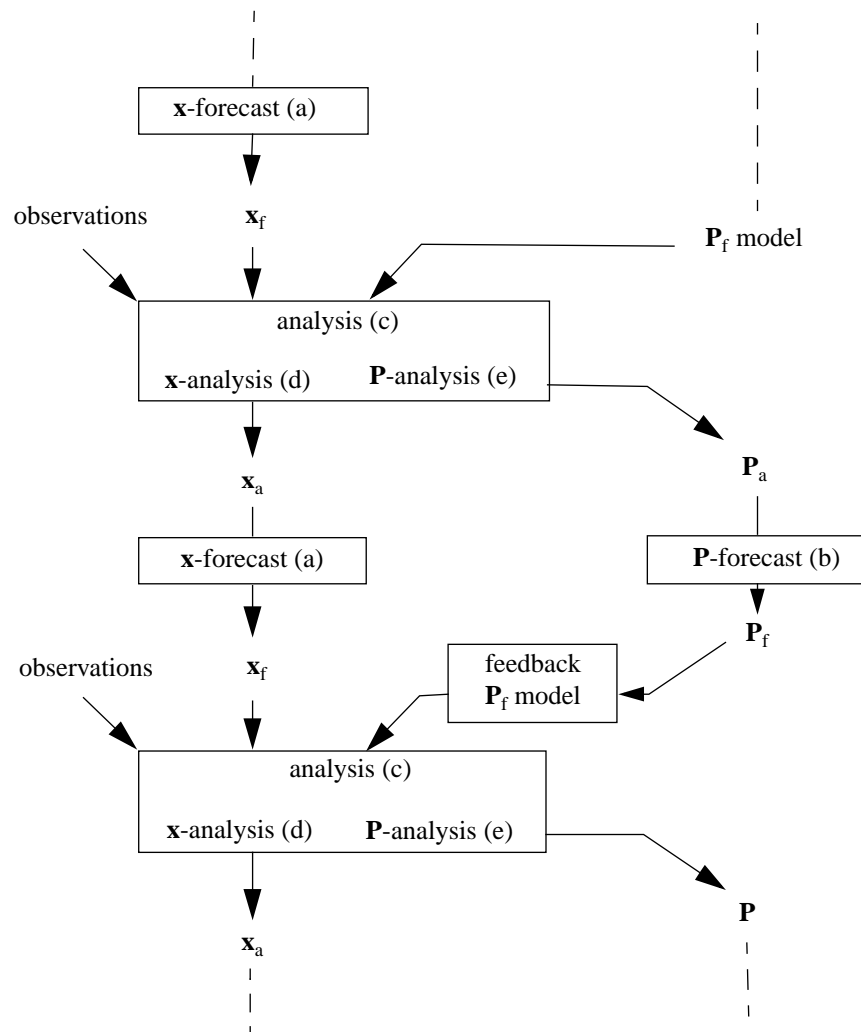 x-forecast (a)
observations
x_f
P_f model
analysis (c)
x-analysis (d)
P-analysis (e)
x_a
P_a
x-forecast (a)
P-forecast (b)
observations
x_f
P_f
feedback
P_f model
analysis (c)
x-analysis (d)
P-analysis (e)
x_a
P